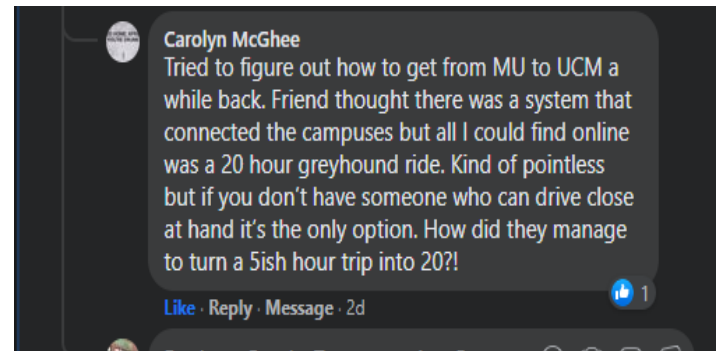 Carolyn McGhee
Tried to figure out how to get from MU to UCM a
while back. Friend thought there was a system that
connected the campuses but all I could find online
was a 20 hour greyhound ride. Kind of pointless
but if you don't have someone who can drive close
at hand it's the only option. How did they manage
to turn a 5ish hour trip into 20?!
1
Like · Reply · Message · 2d